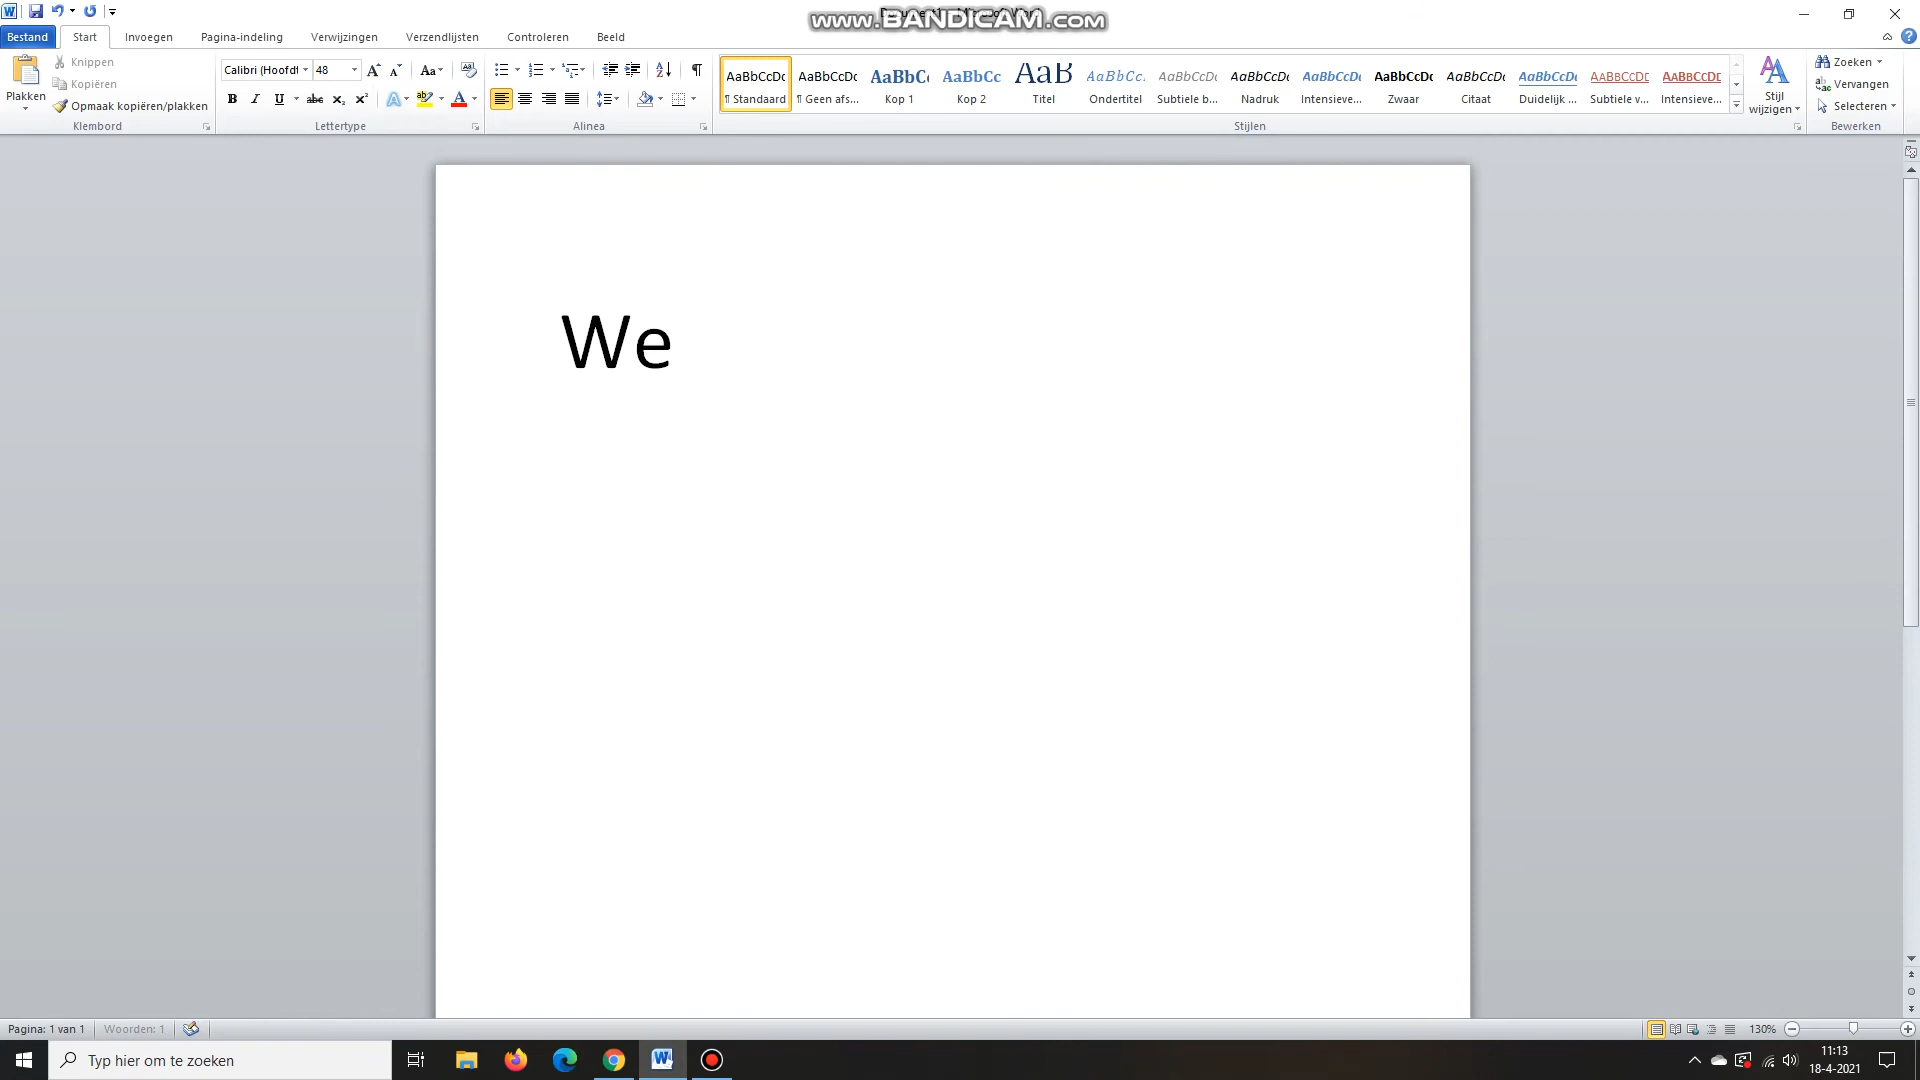 www.BANDICAM.com
Bestand Start Invoegen Pagina-indeling Verwijzingen Verzendlijsten Controleren Beeld
Plakken
Knippen
Kopiëren
Opmaak kopiëren/plakken
Klembord
Calibri (Hoofdt 48
Lettertype
Alinea
AaBbCcDc AaBbCcDc AaBbC AaBbCc AaB AaBbCc. AaBbCcDc AaBbCcDc AaBbCcDc AaBbCcDc AaBbCcDc AaBbCcDc AABBCCDE AABBCCDE
¶ Standaard ¶ Geen afs... Kop 1 Kop 2 Titel Ondertitel Subtiele b... Nadruk Intensieve... Zwaar Citaat Duidelijk ... Subtiele v... Intensieve...
Stijlen
Stijl
wijzigen
Zoeken
Vervangen
Selecteren
Bewerken
We
Pagina: 1 van 1 Woorden: 1
130%
Typ hier om te zoeken
11:13
18-4-2021